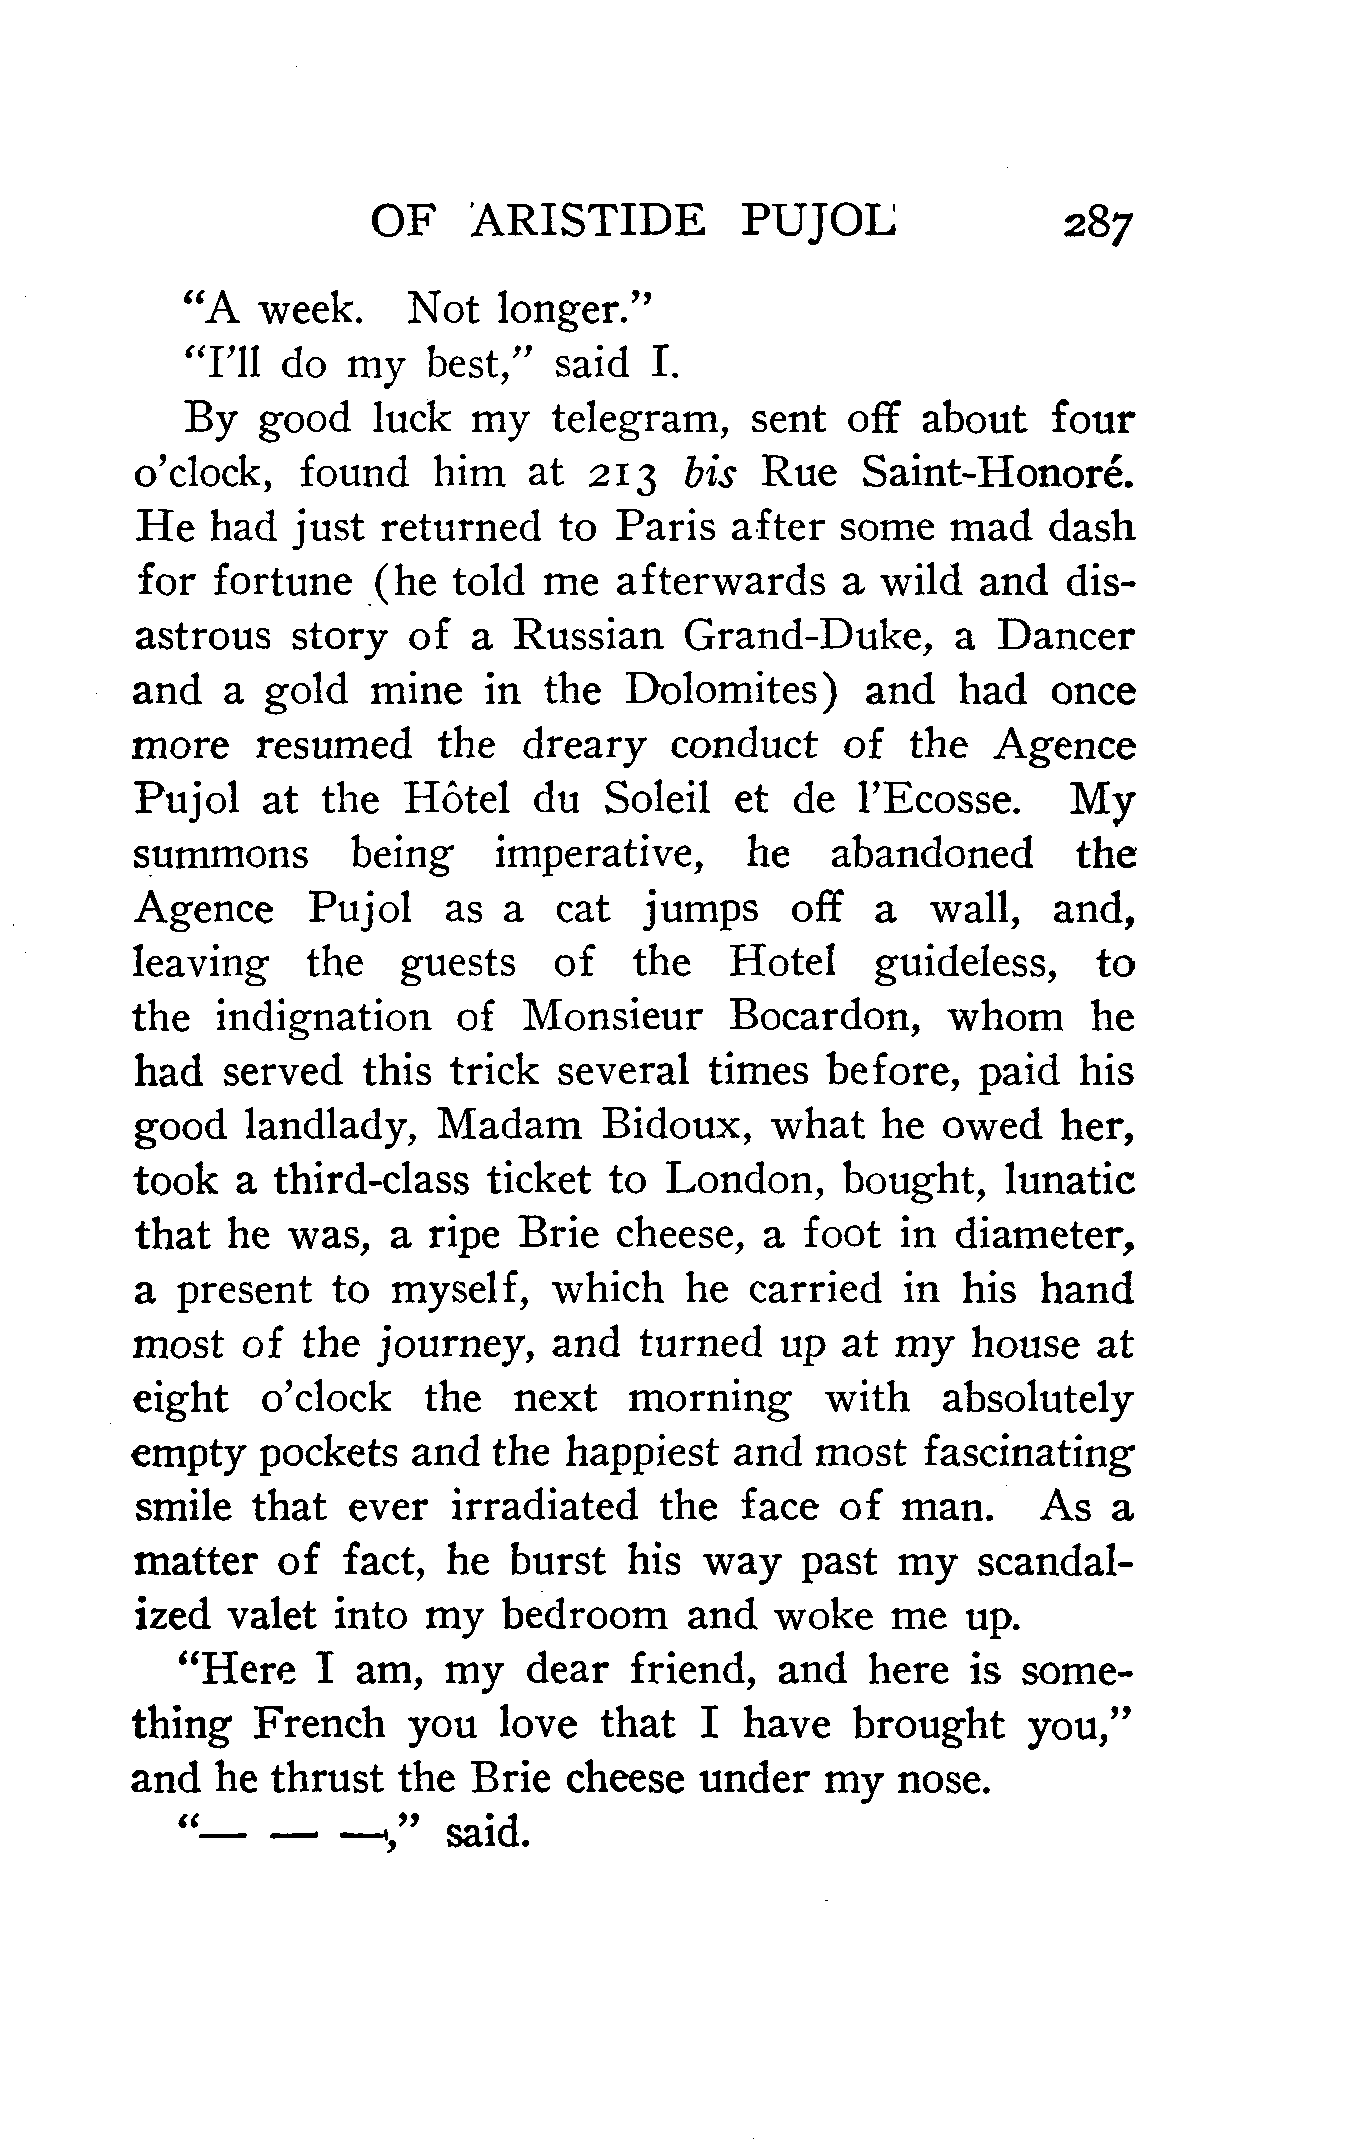 OF ARISTIDE PUJOL 287
“A week. Not longer.”
“I’ll do my best,” said I.
By good luck my telegram, sent off about four
o’clock, found him at 213 bis Rue Saint-Honoré.
He had just returned to Paris after some mad dash
for fortune (he told me afterwards a wild and dis-
astrous story of a Russian Grand-Duke, a Dancer
and a gold mine in the Dolomites) and had once
more resumed the dreary conduct of the Agence
Pujol at the Hôtel du Soleil et de l’Ecosse. My
summons being imperative, he abandoned the
Agence Pujol as a cat jumps off a wall, and,
leaving the guests of the Hotel guideless, to
the indignation of Monsieur Bocardon, whom he
had served this trick several times before, paid his
good landlady, Madam Bidoux, what he owed her,
took a third-class ticket to London, bought, lunatic
that he was, a ripe Brie cheese, a foot in diameter,
a present to myself, which he carried in his hand
most of the journey, and turned up at my house at
eight o’clock the next morning with absolutely
empty pockets and the happiest and most fascinating
smile that ever irradiated the face of man. As a
matter of fact, he burst his way past my scandal-
ized valet into my bedroom and woke me up.
“Here I am, my dear friend, and here is some-
thing French you love that I have brought you,”
and he thrust the Brie cheese under my nose.
“— — —,” said.